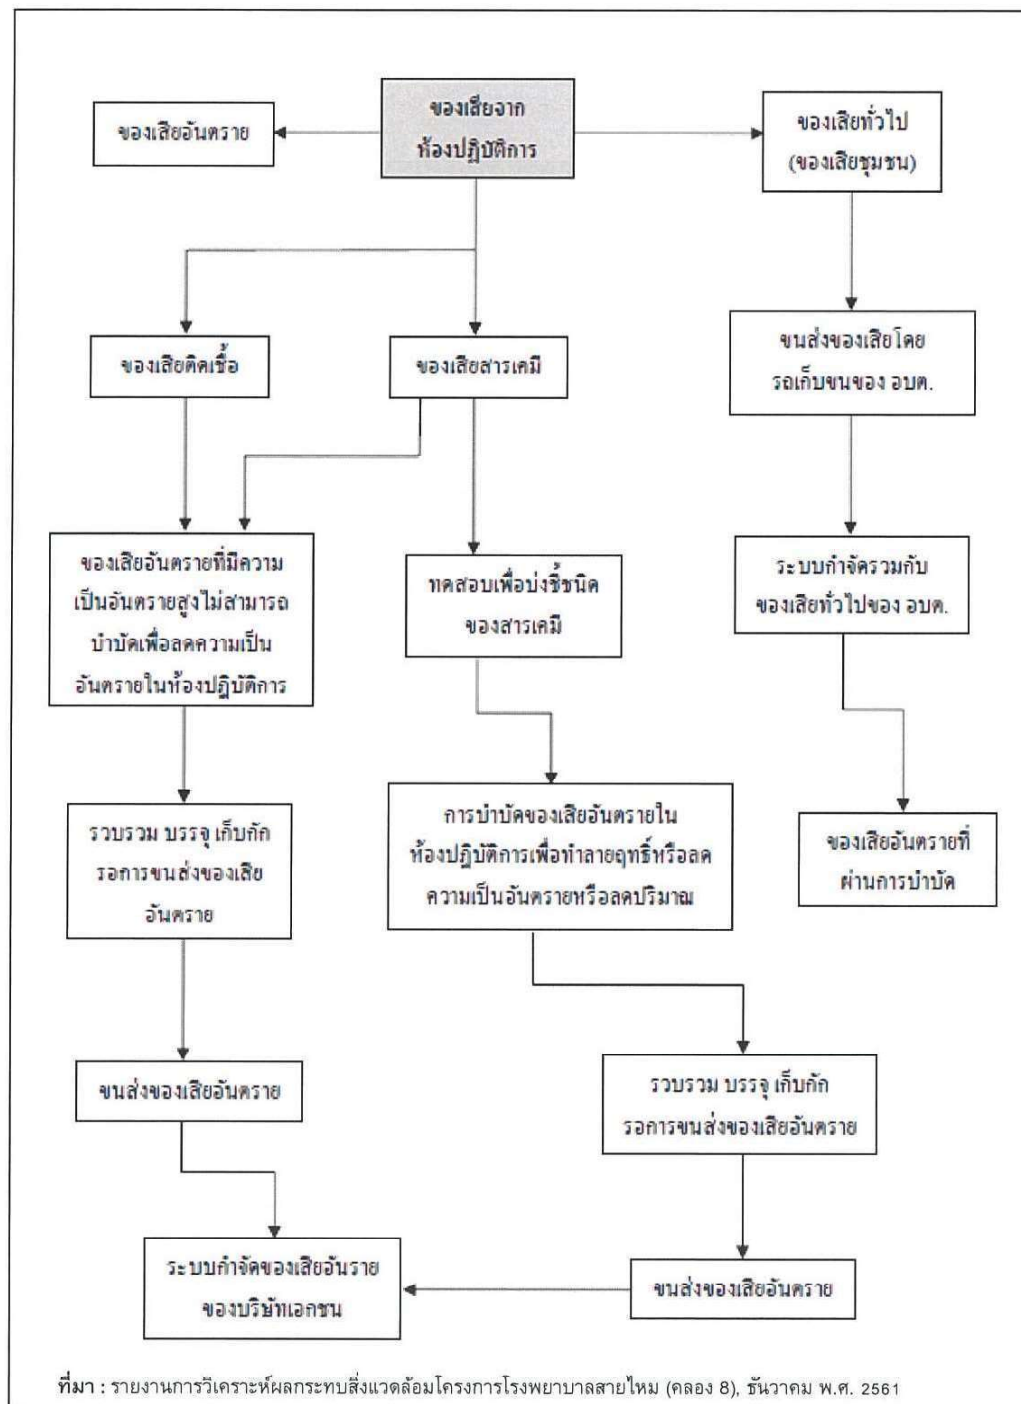 ของเสียจาก
ห้องปฏิบัติการ
ของเสียอันตราย
ของเสียทั่วไป
(ของเสียชุมชน)
ของเสียติดเชื้อ
ของเสียสารเคมี
ขนส่งของเสียโดย
รถเก็บขนของ อบต.
ของเสียอันตรายที่มีความ
เป็นอันตรายสูงไม่สามารถ
บำบัดเพื่อลดความเป็น
อันตรายในห้องปฏิบัติการ
ทดสอบเพื่อบ่งชี้ชนิด
ของสารเคมี
ระบบกำจัดรวมกับ
ของเสียทั่วไปของ อบต.
รวบรวม บรรจุ เก็บกัก
รอการขนส่งของเสีย
อันตราย
การบำบัดของเสียอันตรายใน
ห้องปฏิบัติการเพื่อทำลายฤทธิ์หรือลด
ความเป็นอันตรายหรือลดปริมาณ
ของเสียอันตรายที่
ผ่านการบำบัด
ขนส่งของเสียอันตราย
รวบรวม บรรจุ เก็บกัก
รอการขนส่งของเสียอันตราย
ระบบกำจัดของเสียอันราย
ของบริษัทเอกชน
ขนส่งของเสียอันตราย
ที่มา : รายงานการวิเคราะห์ผลกระทบสิ่งแวดล้อมโครงการโรงพยาบาลสายไหม (คลอง 8), ธันวาคม พ.ศ. 2561